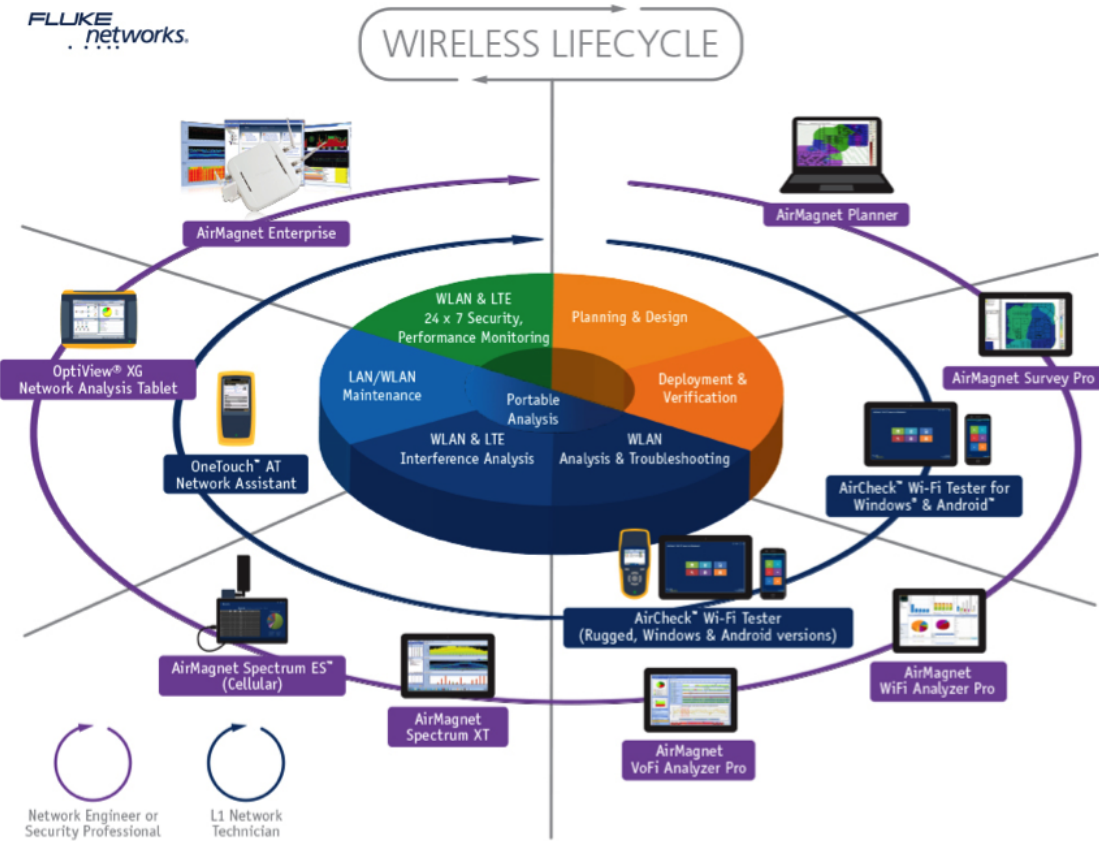 FLUKE
networks.
WIRELESS LIFECYCLE
AirMagnet Enterprise
AirMagnet Planner
OptiView® XG
Network Analysis Tablet
AirMagnet Survey Pro
WLAN & LTE
24 x 7 Security,
Performance Monitoring
Planning & Design
LAN/WLAN
Maintenance
Portable
Analysis
Deployment &
Verification
WLAN & LTE
Interference Analysis
WLAN
Analysis & Troubleshooting
OneTouch™ AT
Network Assistant
AirCheck™ Wi-Fi Tester for
Windows® & Android™
AirCheck™ Wi-Fi Tester
(Rugged, Windows & Android versions)
AirMagnet Spectrum ES™
(Cellular)
AirMagnet
Spectrum XT
AirMagnet
VoFi Analyzer Pro
AirMagnet
WiFi Analyzer Pro
Network Engineer or
Security Professional
L1 Network
Technician